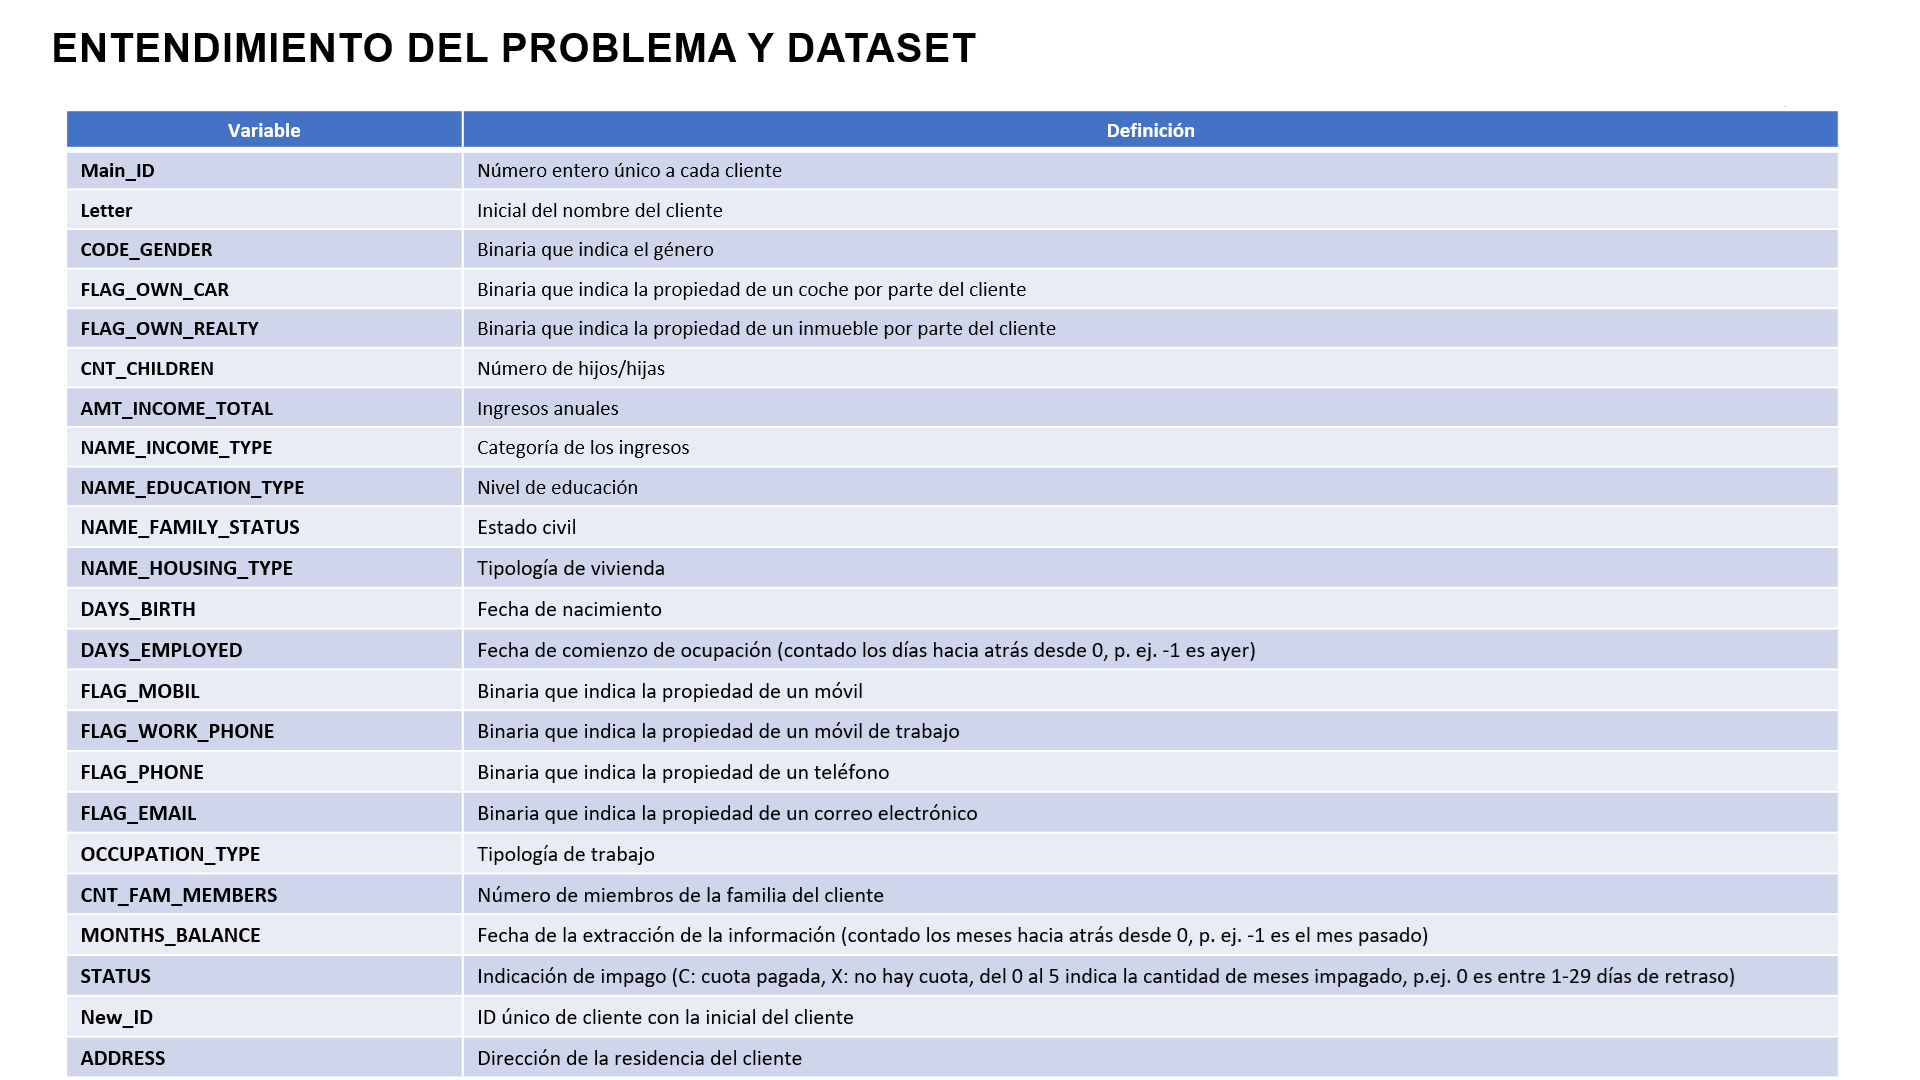 ENTENDIMIENTO DEL PROBLEMA Y DATASET
Variable Definición
Main_ID Número entero único a cada cliente
Letter Inicial del nombre del cliente
CODE_GENDER Binaria que indica el género
FLAG_OWN_CAR Binaria que indica la propiedad de un coche por parte del cliente
FLAG_OWN_REALTY Binaria que indica la propiedad de un inmueble por parte del cliente
CNT_CHILDREN Número de hijos/hijas
AMT_INCOME_TOTAL Ingresos anuales
NAME_INCOME_TYPE Categoría de los ingresos
NAME_EDUCATION_TYPE Nivel de educación
NAME_FAMILY_STATUS Estado civil
NAME_HOUSING_TYPE Tipología de vivienda
DAYS_BIRTH Fecha de nacimiento
DAYS_EMPLOYED Fecha de comienzo de ocupación (contado los días hacia atrás desde 0, p. ej. -1 es ayer)
FLAG_MOBIL Binaria que indica la propiedad de un móvil
FLAG_WORK_PHONE Binaria que indica la propiedad de un móvil de trabajo
FLAG_PHONE Binaria que indica la propiedad de un teléfono
FLAG_EMAIL Binaria que indica la propiedad de un correo electrónico
OCCUPATION_TYPE Tipología de trabajo
CNT_FAM_MEMBERS Número de miembros de la familia del cliente
MONTHS_BALANCE Fecha de la extracción de la información (contado los meses hacia atrás desde 0, p. ej. -1 es el mes pasado)
STATUS Indicación de impago (C: cuota pagada, X: no hay cuota, del 0 al 5 indica la cantidad de meses impagado, p.ej. 0 es entre 1-29 días de retraso)
New_ID ID único de cliente con la inicial del cliente
ADDRESS Dirección de la residencia del cliente